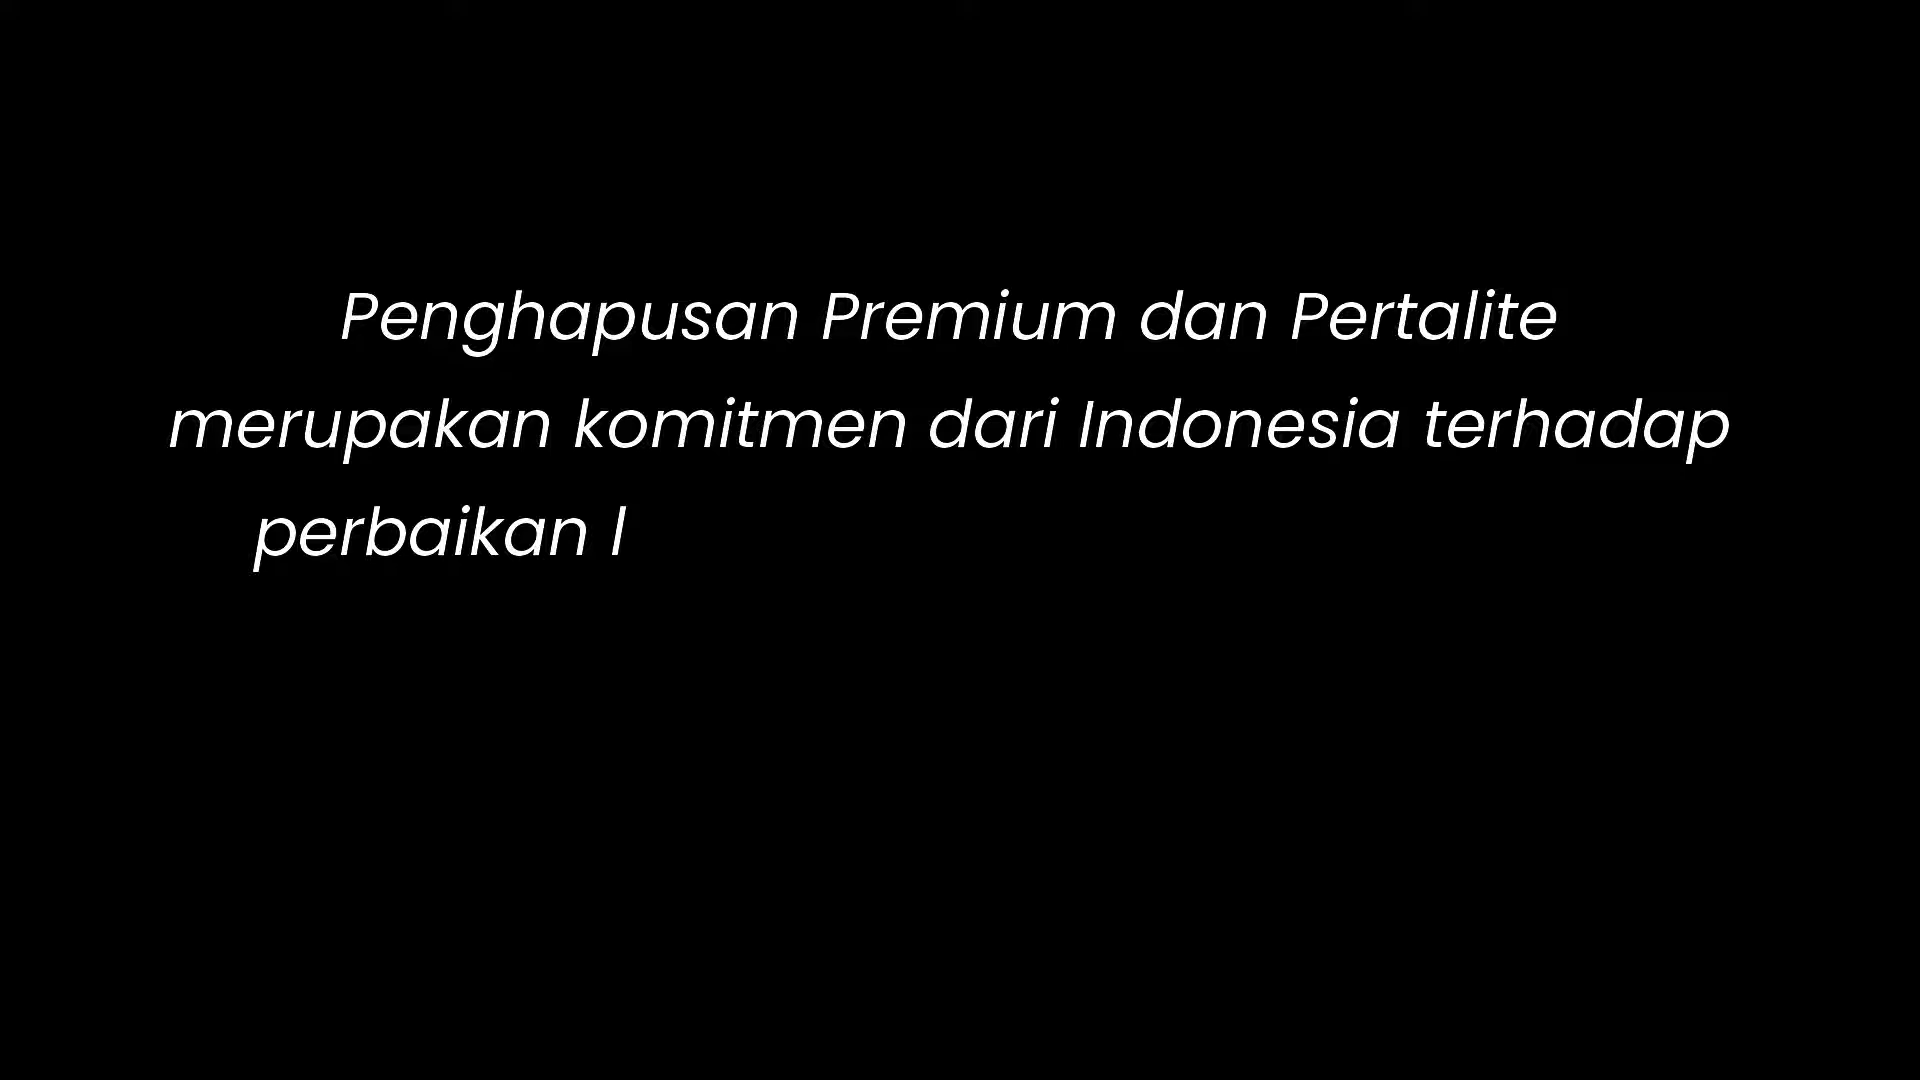 Penghapusan Premium dan Pertalite
merupakan komitmen dari Indonesia terhadap
perbaikan l